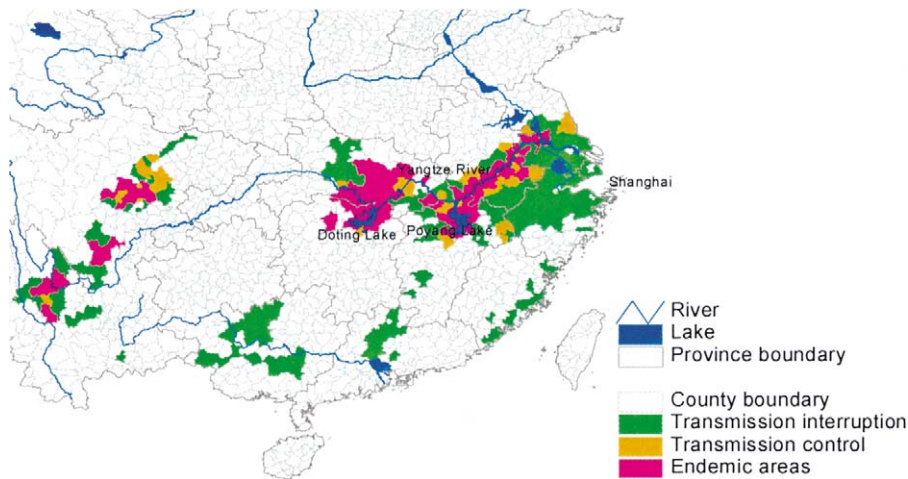 Yangtze River
Shanghai
Doting Lake
Poyang Lake
River
Lake
Province boundary
County boundary
Transmission interruption
Transmission control
Endemic areas